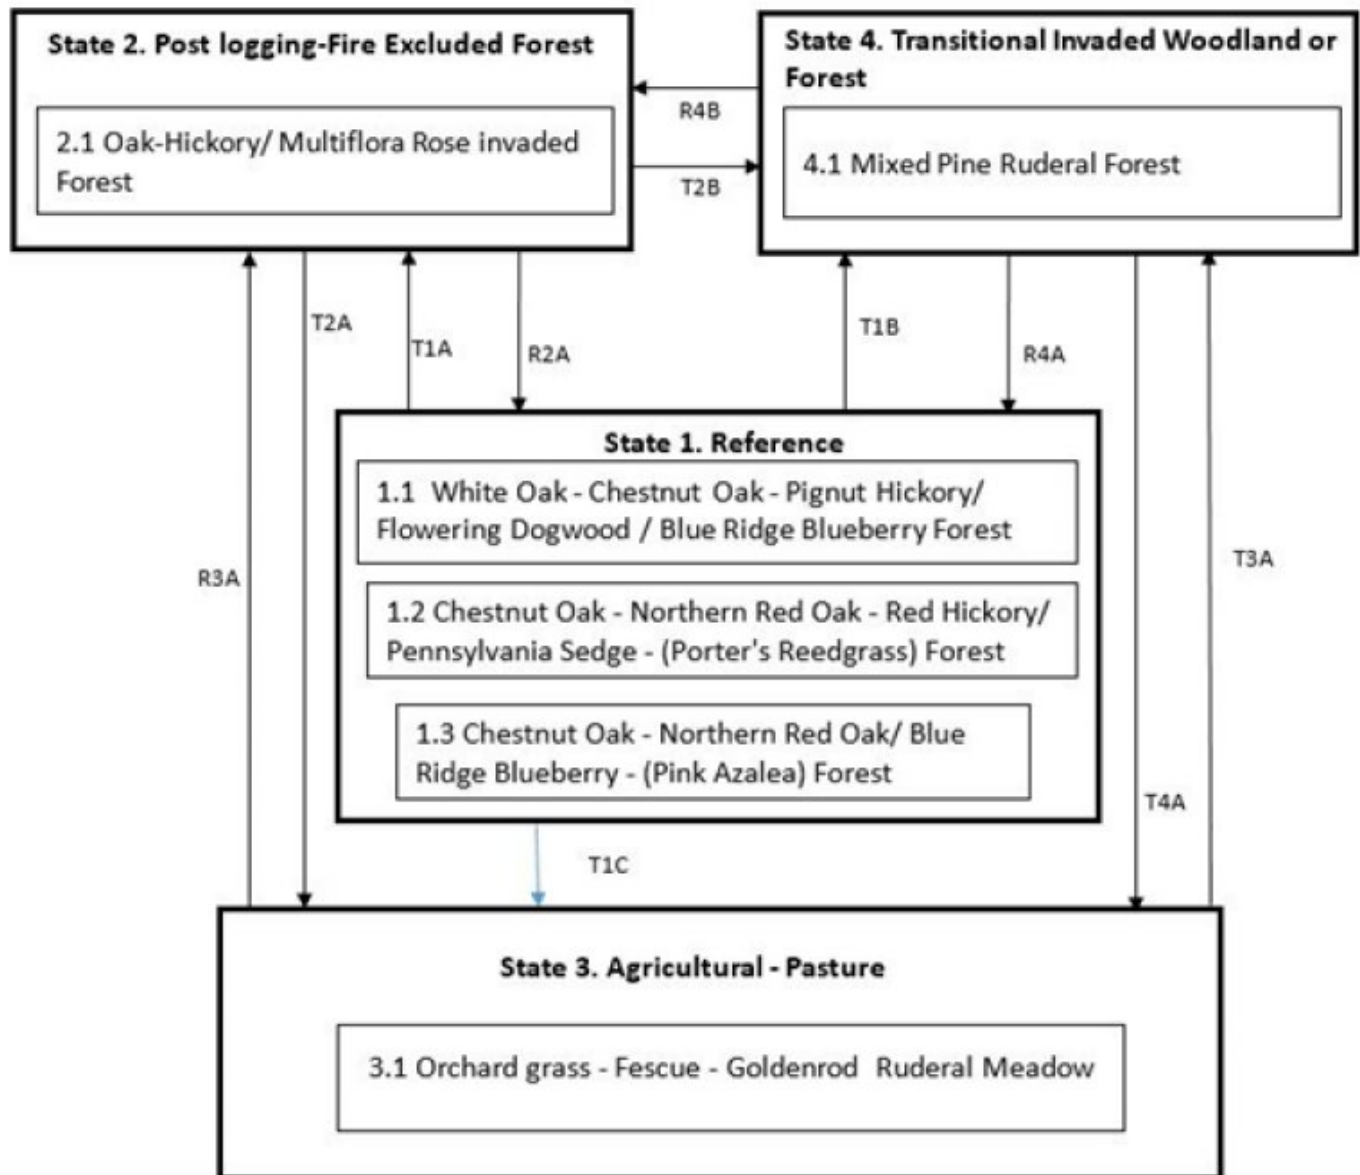 State 2. Post logging-Fire Excluded Forest
2.1 Oak-Hickory/ Multiflora Rose invaded
Forest
State 4. Transitional Invaded Woodland or
Forest
4.1 Mixed Pine Ruderal Forest
R4B
T2B
T2A
T1A
R2A
T1B
R4A
State 1. Reference
1.1 White Oak - Chestnut Oak - Pignut Hickory/
Flowering Dogwood / Blue Ridge Blueberry Forest
1.2 Chestnut Oak - Northern Red Oak - Red Hickory/
Pennsylvania Sedge - (Porter's Reedgrass) Forest
1.3 Chestnut Oak - Northern Red Oak/ Blue
Ridge Blueberry - (Pink Azalea) Forest
R3A
T3A
T4A
T1C
State 3. Agricultural - Pasture
3.1 Orchard grass - Fescue - Goldenrod Ruderal Meadow